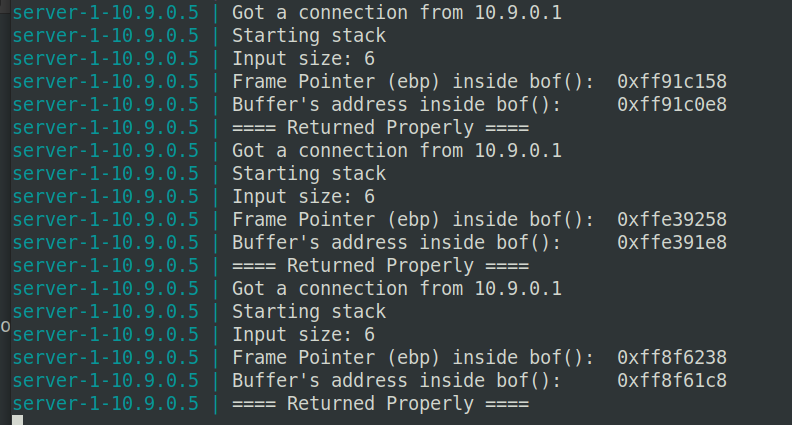 server-1-10.9.0.5 | Got a connection from 10.9.0.1
server-1-10.9.0.5 | Starting stack
server-1-10.9.0.5 | Input size: 6
server-1-10.9.0.5 | Frame Pointer (ebp) inside bof():  0xff91c158
server-1-10.9.0.5 | Buffer's address inside bof():     0xff91c0e8
server-1-10.9.0.5 | ==== Returned Properly ====
server-1-10.9.0.5 | Got a connection from 10.9.0.1
server-1-10.9.0.5 | Starting stack
server-1-10.9.0.5 | Input size: 6
server-1-10.9.0.5 | Frame Pointer (ebp) inside bof():  0xffe39258
server-1-10.9.0.5 | Buffer's address inside bof():     0xffe391e8
server-1-10.9.0.5 | ==== Returned Properly ====
server-1-10.9.0.5 | Got a connection from 10.9.0.1
server-1-10.9.0.5 | Starting stack
server-1-10.9.0.5 | Input size: 6
server-1-10.9.0.5 | Frame Pointer (ebp) inside bof():  0xff8f6238
server-1-10.9.0.5 | Buffer's address inside bof():     0xff8f61c8
server-1-10.9.0.5 | ==== Returned Properly ====